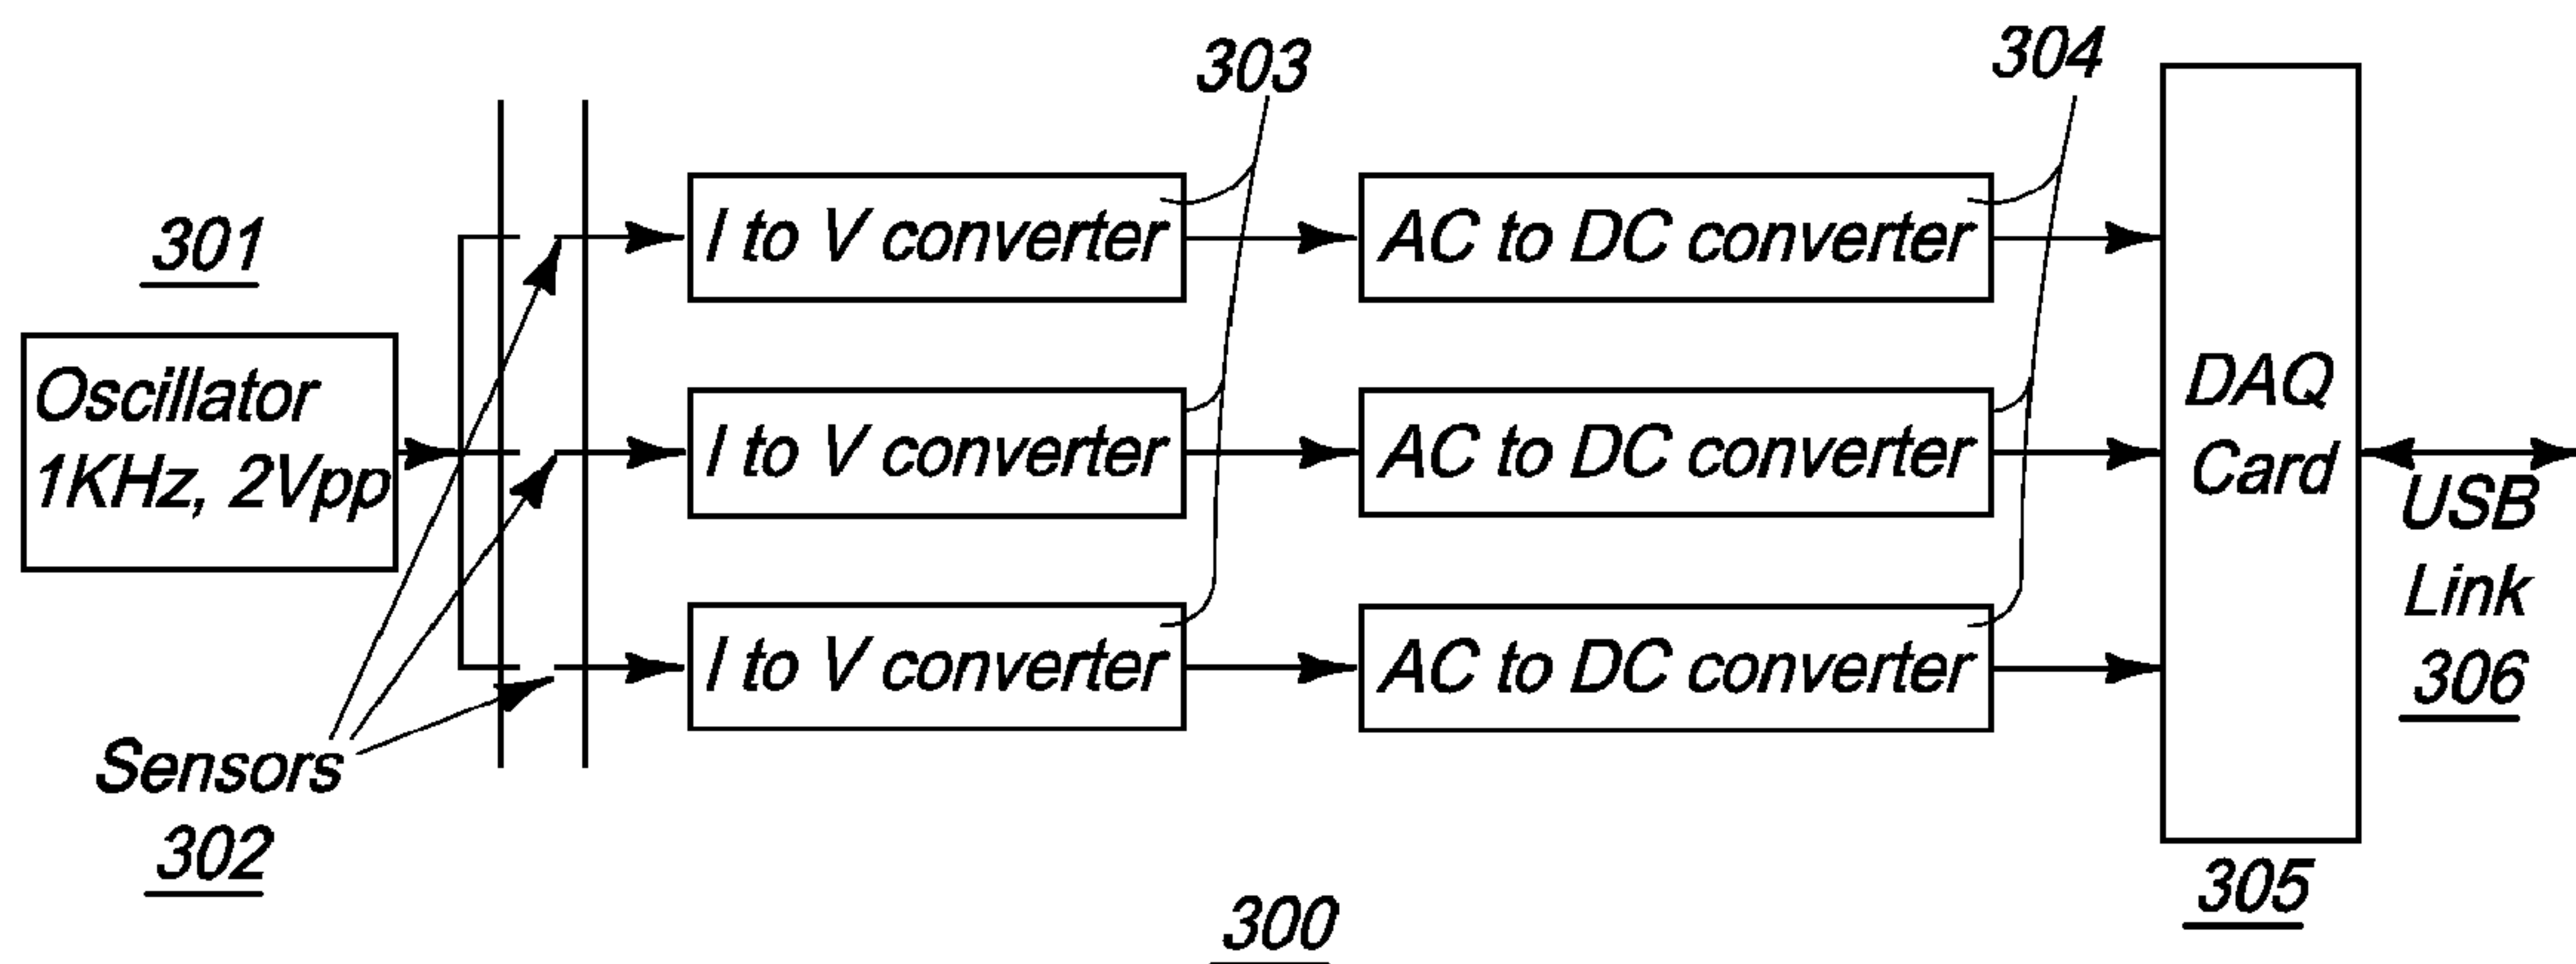 303
304
301
I to V converter
AC to DC converter
Oscillator
1KHz, 2Vpp
I to V converter
AC to DC converter
DAQ
Card
USB
Link
306
I to V converter
AC to DC converter
Sensors
302
305
300